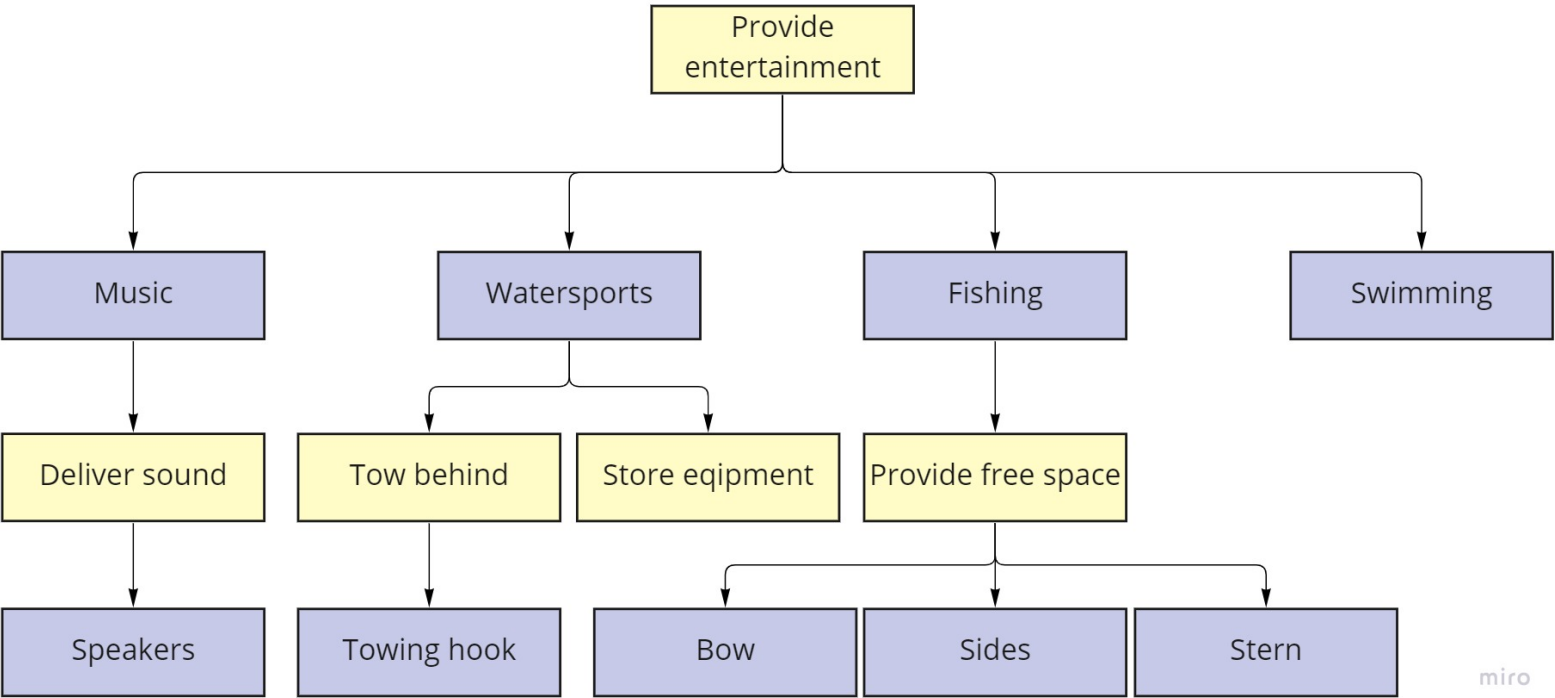 Provide
entertainment
Music
Watersports
Fishing
Swimming
Deliver sound
Tow behind
Store eqipment
Provide free space
Speakers
Towing hook
Bow
Sides
Stern
miro